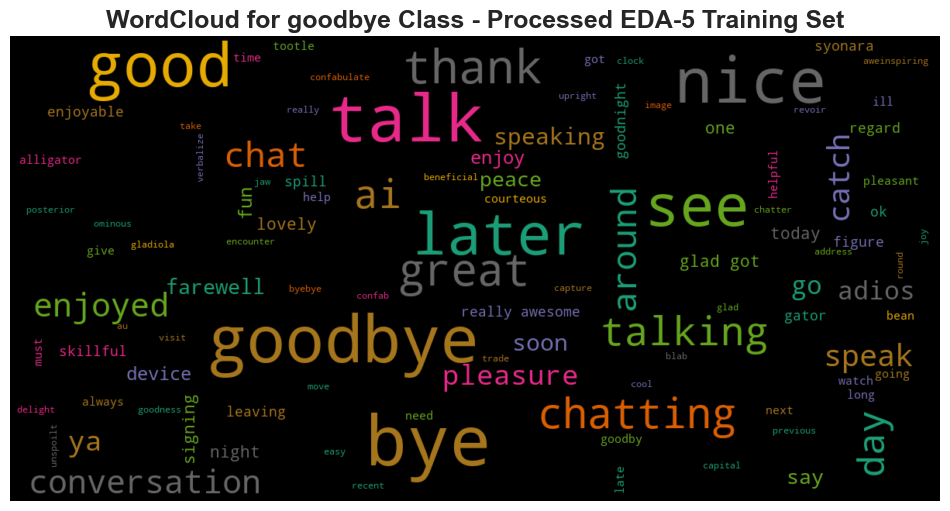 WordCloud for goodbye Class - Processed EDA-5 Training Set
good
tootle
time
confabulate
thank
got
clock
nice
syonara
aweinspiring
enjoyable
take
really
talk
upright
speaking
goodnight
image
revoir
ill
one
regard
alligator
verbalize
chat
enjoy
helpful
catch
pleasant
jaw
spill
help
beneficial
peace
courteous
ai
fun
see
chatter
ok
posterior
ominous
lovely
later
around
today
figure
address
joy
give
gladiola
encounter
great
glad got
round
farewell
byebye
confab
capture
go
adios
enjoyed
au
visit
goodbye
really awesome
glad
talking
gator
bean
must
skillful
soon
trade
blab
speak
device
pleasure
cool
watch
going
long
move
delight
always
goodness
signing
leaving
need
chatting
next
day
ya
unspoilt
night
bye
easy
goodby
previous
conversation
recent
late
capital
say